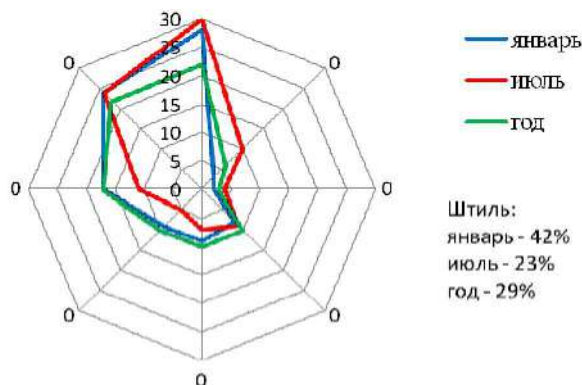 30
25
20
15
10
5
0
0
0
0
0
0
0
0
январь
июль
год
Штиль:
январь - 42%
июль - 23%
год - 29%